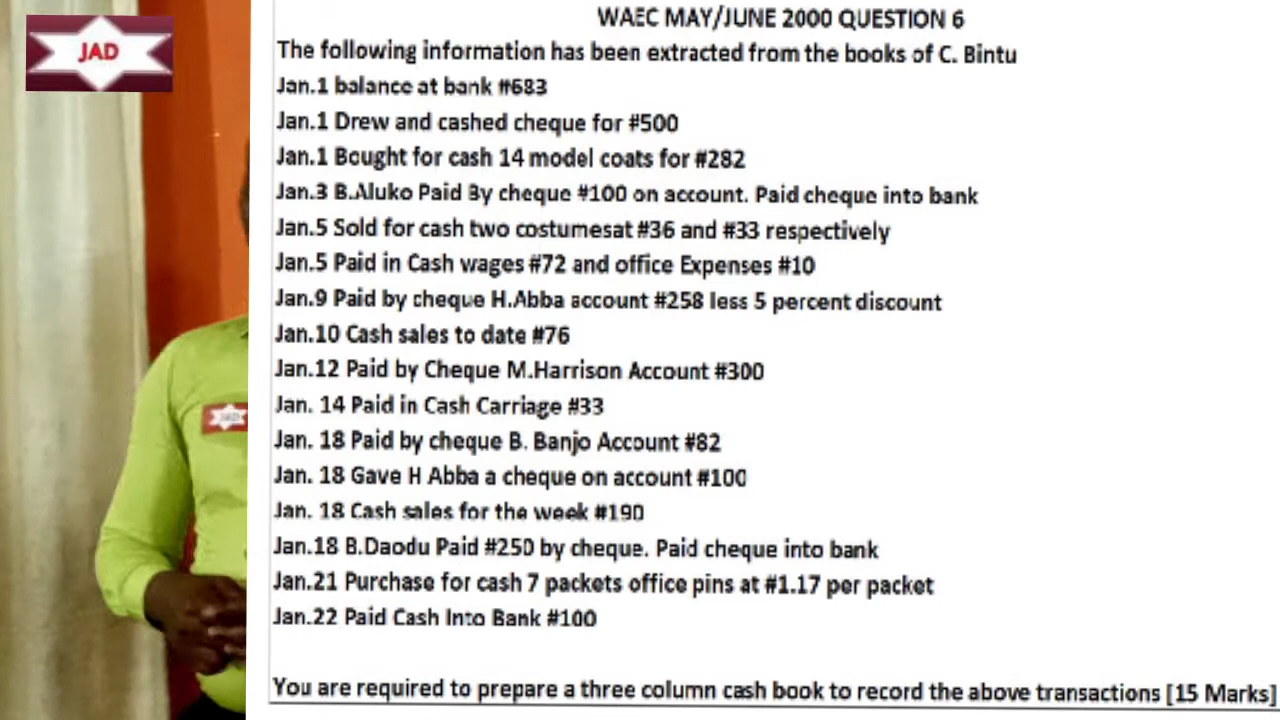 JAD
WAEC MAY/JUNE 2000 QUESTION 6
The following information has been extracted from the books of C. Bintu
Jan.1 balance at bank #683
Jan.1 Drew and cashed cheque for #500
Jan.1 Bought for cash 14 model coats for #282
Jan.3 B.Aluko Paid By cheque #100 on account. Paid cheque into bank
Jan.5 Sold for cash two costumesat #36 and #33 respectively
Jan.5 Paid in Cash wages #72 and office Expenses #10
Jan.9 Paid by cheque H.Abba account #258 less 5 percent discount
Jan.10 Cash sales to date #76
Jan.12 Paid by Cheque M.Harrison Account #300
Jan. 14 Paid in Cash Carriage #33
Jan. 18 Paid by cheque B. Banjo Account #82
Jan. 18 Gave H Abba a cheque on account #100
Jan. 18 Cash sales for the week #190
Jan.18 B.Daodu Paid #250 by cheque. Paid cheque into bank
Jan.21 Purchase for cash 7 packets office pins at #1.17 per packet
Jan.22 Paid Cash Into Bank #100
You are required to prepare a three column cash book to record the above transactions [15 Marks]
JAD